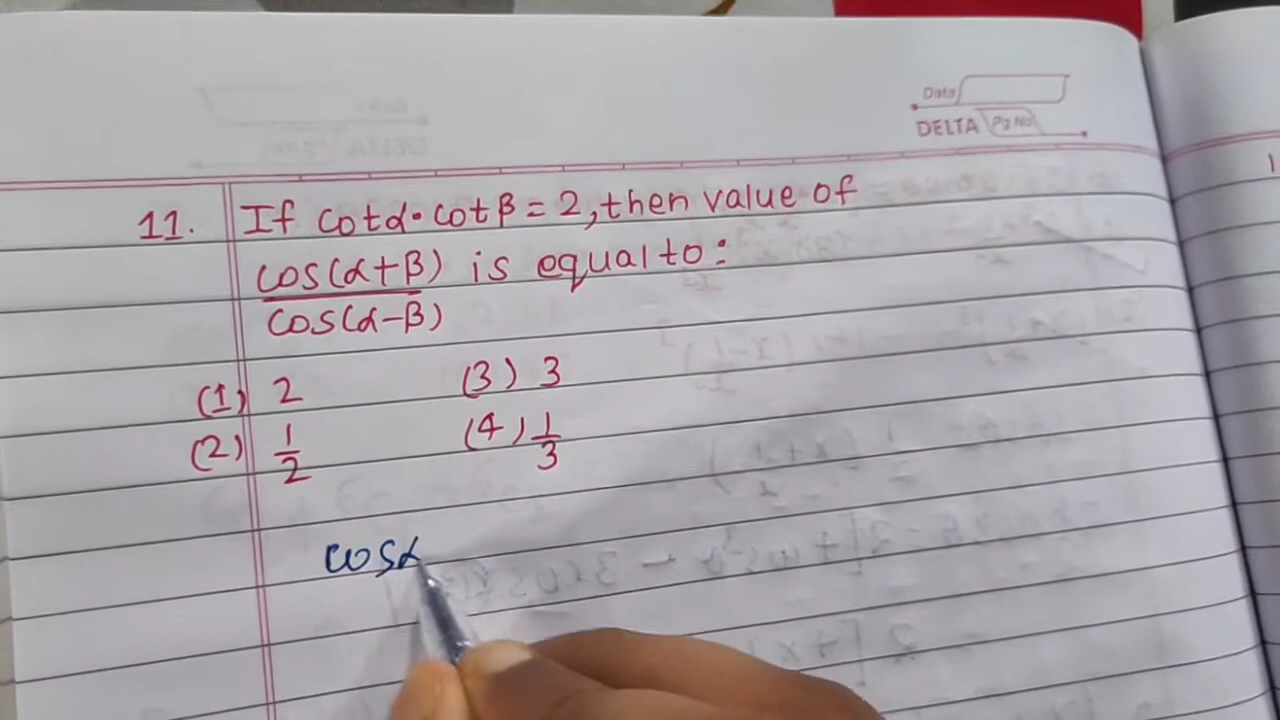 Date
DELTA Pg No
11. If cotα·cotβ = 2, then value of
cos(α+β) is equal to:
cos(α-β)
(1) 2 (3) 3
(2) 1/2 (4) 1/3
cosα
1